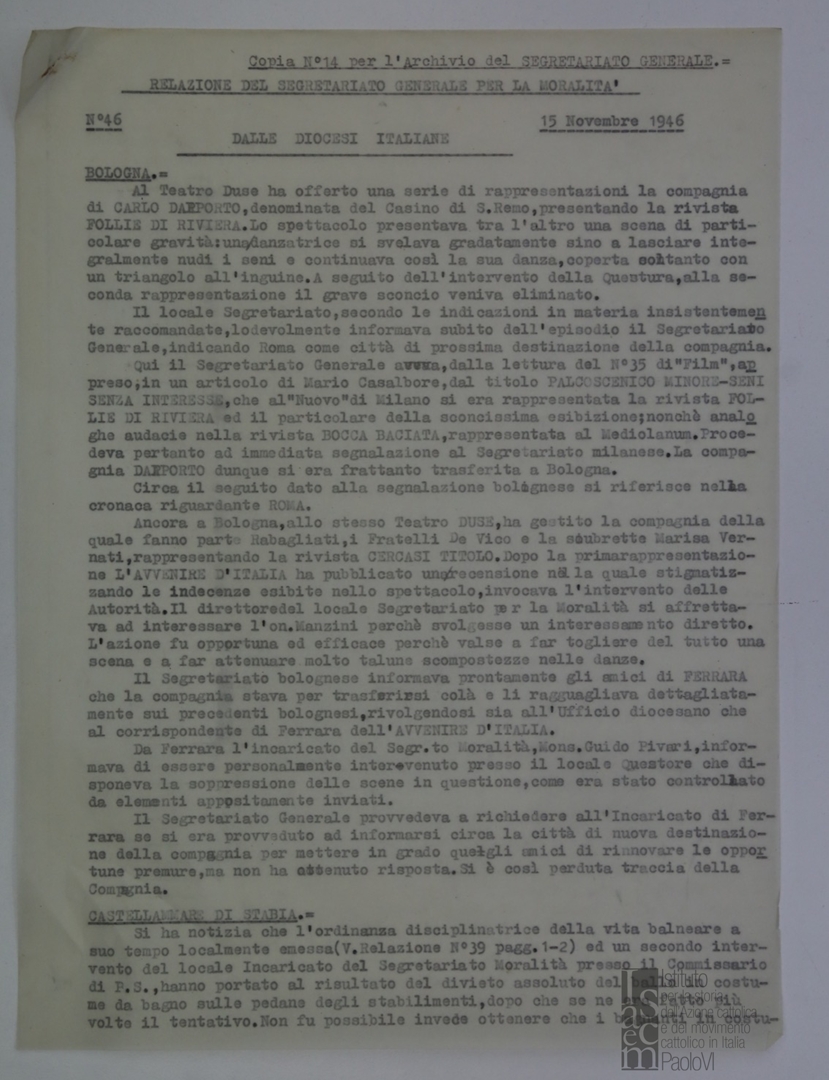 Copia N°14 per l'Archivio del SEGRETARIATO GENERALE.=
RELAZIONE DEL SEGRETARIATO GENERALE PER LA MORALITA'
N°46
15 Novembre 1946
DALLE DIOCESI ITALIANE
BOLOGNA.=
Al Teatro Duse ha offerto una serie di rappresentazioni la compagnia
di CARLO DAPPORTO,denominata del Casino di S.Remo,presentando la rivista
FOLLIE DI RIVIERA.Lo spettacolo presentava tra l'altro una scena di parti-
colare gravità:una danzatrice si svelava gradatamente sino a lasciare inte-
gralmente nudi i seni e continuava così la sua danza,coperta soltanto con
un triangolo all'inguine.A seguito dell'intervento della Questura,alla se-
conda rappresentazione il grave sconcio veniva eliminato.
Il locale Segretariato,secondo le indicazioni in materia insistentemen
te raccomandate,lodevolmente informava subito dell'episodio il Segretariato
Generale,indicando Roma come città di prossima destinazione della compagnia.
Qui il Segretariato Generale aveva,dalla lettura del N°35 di"Film",ap
preso,in un articolo di Mario Casalbore,dal titolo PALCOSCENICO MINORE-SENI
SENZA INTERESSE,che al"Nuovo"di Milano si era rappresentata la rivista FOL-
LIE DI RIVIERA ed il particolare della sconcissima esibizione;nonchè analo
ghe audacie nella rivista BOCCA BACIATA,rappresentata al Mediolanum.Proce-
deva pertanto ad immediata segnalazione al Segretariato milanese.La compa-
gnia DAPPORTO dunque si era frattanto trasferita a Bologna.
Circa il seguito dato alla segnalazione bolognese si riferisce nella
cronaca riguardante ROMA.
Ancora a Bologna,allo stesso Teatro DUSE,ha gestito la compagnia della
quale fanno parte Rabagliati,i Fratelli De Vico e la soubrette Marisa Ver-
nati,rappresentando la rivista CERCASI TITOLO.Dopo la primarappresentazio-
ne L'AVVENIRE D'ITALIA ha pubblicato una recensione nella quale stigmatiz-
zando le indecenze esibite nello spettacolo,invocava l'intervento delle
Autorità.Il direttoredel locale Segretariato per la Moralità si affretta-
va ad interessare l'on.Manzini perchè svolgesse un interessamento diretto.
L'azione fu opportuna ed efficace perchè valse a far togliere del tutto una
scena e a far attenuare molto talune scompostezze nelle danze.
Il Segretariato bolognese informava prontamente gli amici di FERRARA
che la compagnia stava per trasferirsi colà e li ragguagliava dettagliata-
mente sui precedenti bolognesi,rivolgendosi sia all'Ufficio diocesano che
al corrispondente di Ferrara dell'AVVENIRE D'ITALIA.
Da Ferrara l'incaricato del Segr.to Moralità,Mons.Guido Pivari,infor-
mava di essere personalmente intervenuto presso il locale Questore che di-
sponeva la soppressione delle scene in questione,come era stato controllato
da elementi appositamente inviati.
Il Segretariato Generale provvedeva a richiedere all'Incaricato di Fer-
rara se si era provveduto ad informarsi circa la città di nuova destinazio-
ne della compagnia per mettere in grado quegli amici di rinnovare le oppor
tune premure,ma non ha ottenuto risposta.Si è così perduta traccia della
Compagnia.
CASTELLAMMARE DI STABIA.=
Si ha notizia che l'ordinanza disciplinatrice della vita balneare a
suo tempo localmente emessa(V.Relazione N°39 pagg.1-2) ed un secondo inter-
vento del locale Incaricato del Segretariato Moralità presso il Commissario
di P.S.,hanno portato al risultato del divieto assoluto del ballo in costu-
me da bagno sulle pedane degli stabilimenti,dopo che se ne era fatto più
volte il tentativo.Non fu possibile invece ottenere che i bagnanti in costu-
Istituto
per la storia
dell'Azione cattolica
e del movimento
cattolico in Italia
PaoloVI